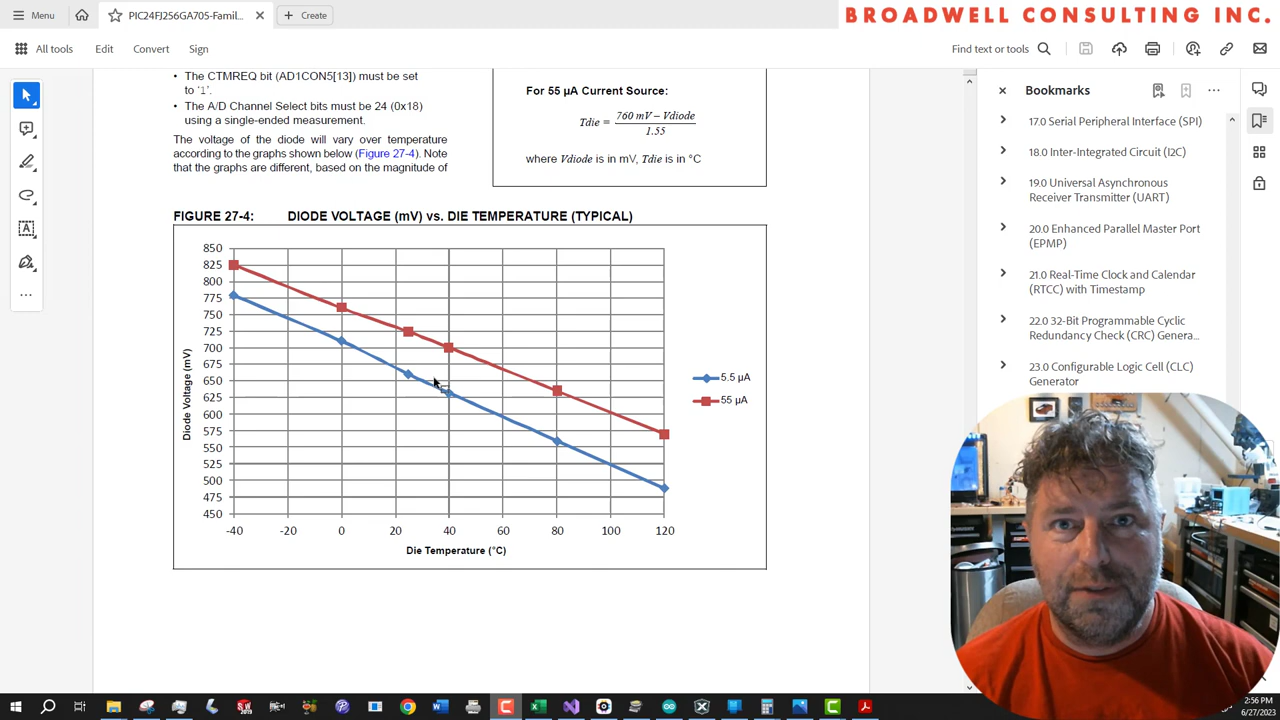 Menu
PIC24FJ256GA705-Famil...
Create
BROADWELL CONSULTING INC.
All tools
Edit
Convert
Sign
Find text or tools
• The CTMREQ bit (AD1CON5[13]) must be set
to ‘1’.
• The A/D Channel Select bits must be 24 (0x18)
using a single-ended measurement.
The voltage of the diode will vary over temperature
according to the graphs shown below (Figure 27-4). Note
that the graphs are different, based on the magnitude of
For 55 µA Current Source:
Tdie = 760 mV – Vdiode
1.55
where Vdiode is in mV, Tdie is in °C
FIGURE 27-4: DIODE VOLTAGE (mV) vs. DIE TEMPERATURE (TYPICAL)
850
825
800
775
750
725
700
675
650
625
600
575
550
525
500
475
450
Diode Voltage (mV)
-40 -20 0 20 40 60 80 100 120
Die Temperature (°C)
5.5 µA
55 µA
Bookmarks
17.0 Serial Peripheral Interface (SPI)
18.0 Inter-Integrated Circuit (I2C)
19.0 Universal Asynchronous
Receiver Transmitter (UART)
20.0 Enhanced Parallel Master Port
(EPMP)
21.0 Real-Time Clock and Calendar
(RTCC) with Timestamp
22.0 32-Bit Programmable Cyclic
Redundancy Check (CRC) Genera...
23.0 Configurable Logic Cell (CLC)
Generator
2:56 PM
6/27/2023